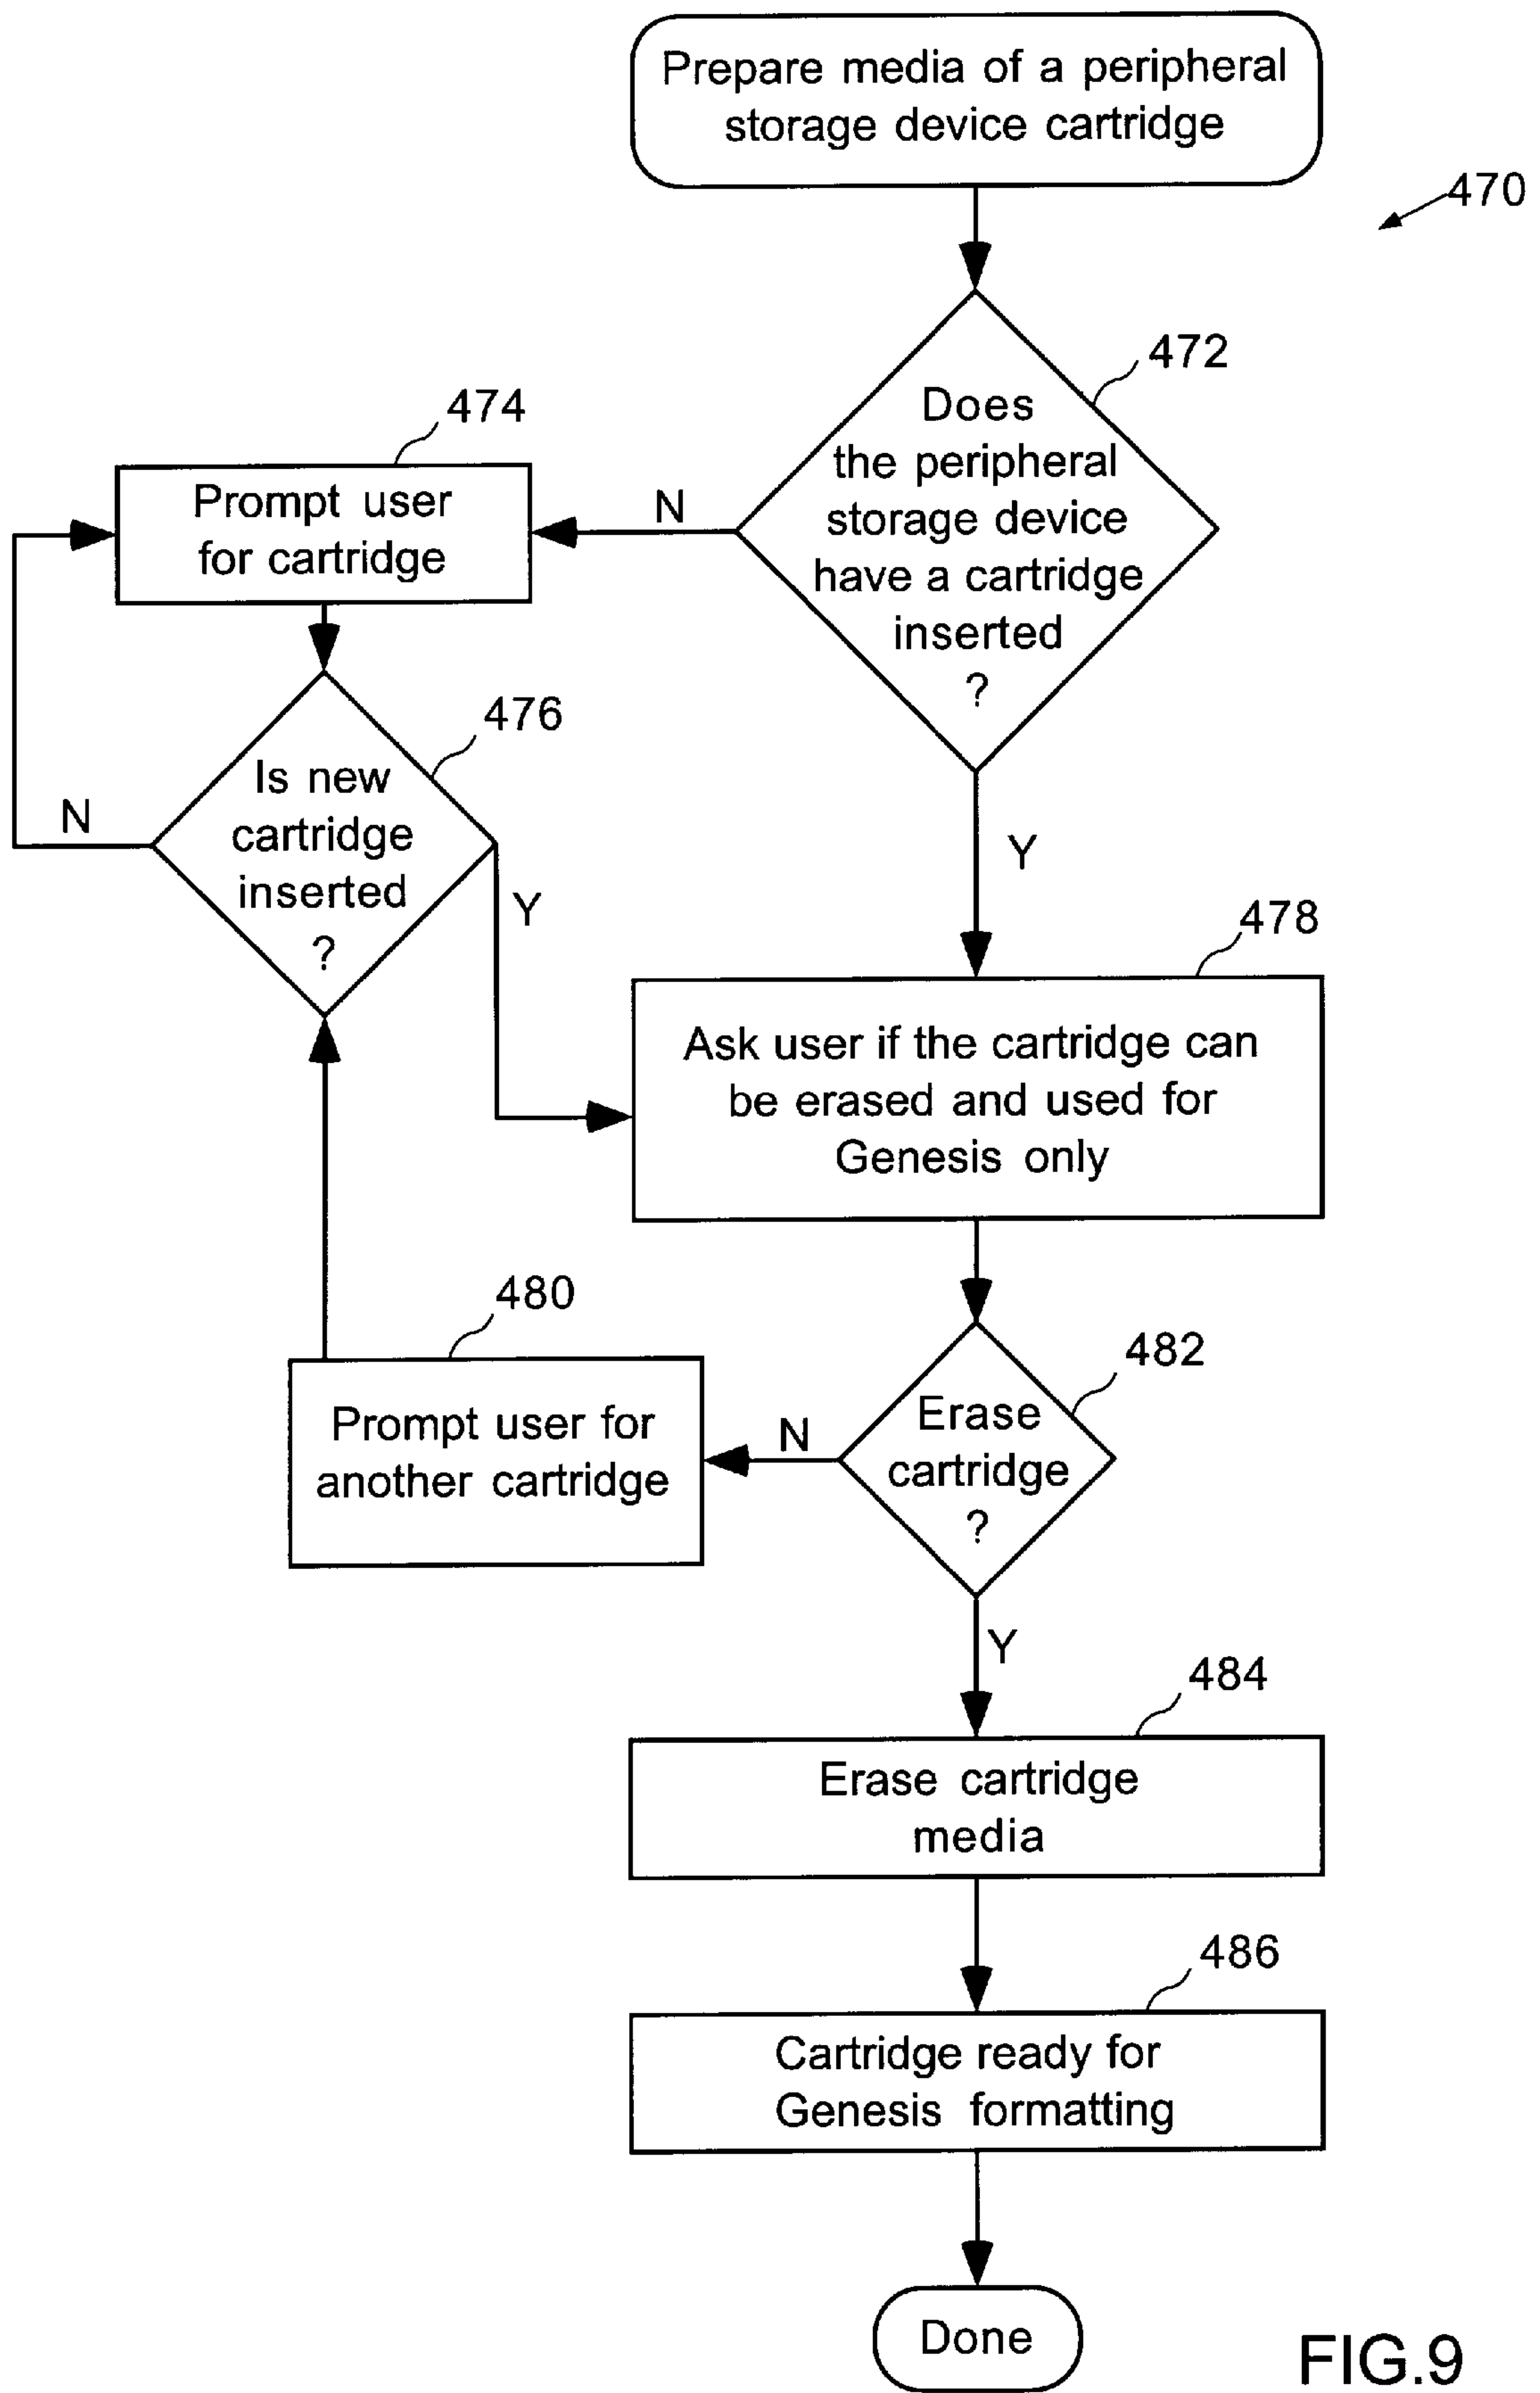 Prepare media of a peripheral
storage device cartridge
470
472
Does
the peripheral
storage device
have a cartridge
inserted
?
N
Y
474
Prompt user
for cartridge
476
Is new
cartridge
inserted
?
N
Y
478
Ask user if the cartridge can
be erased and used for
Genesis only
480
Prompt user for
another cartridge
482
Erase
cartridge
?
N
Y
484
Erase cartridge
media
486
Cartridge ready for
Genesis formatting
Done
FIG.9